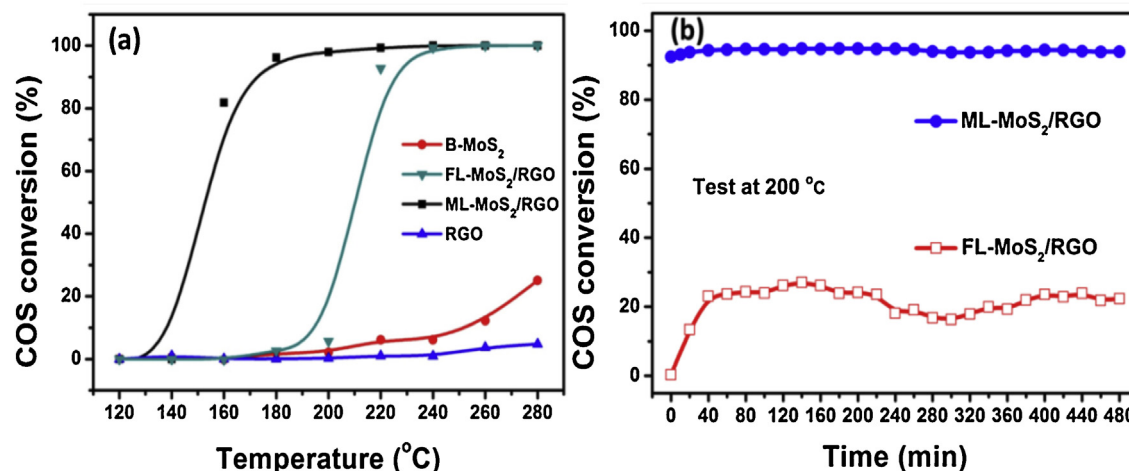 (a)
COS conversion (%)
100
80
60
40
20
0
B-MoS₂
FL-MoS₂/RGO
ML-MoS₂/RGO
RGO
120 140 160 180 200 220 240 260 280
Temperature (°C)
(b)
COS conversion (%)
100
80
60
40
20
0
ML-MoS₂/RGO
Test at 200 °C
FL-MoS₂/RGO
0 40 80 120 160 200 240 280 320 360 400 440 480
Time (min)